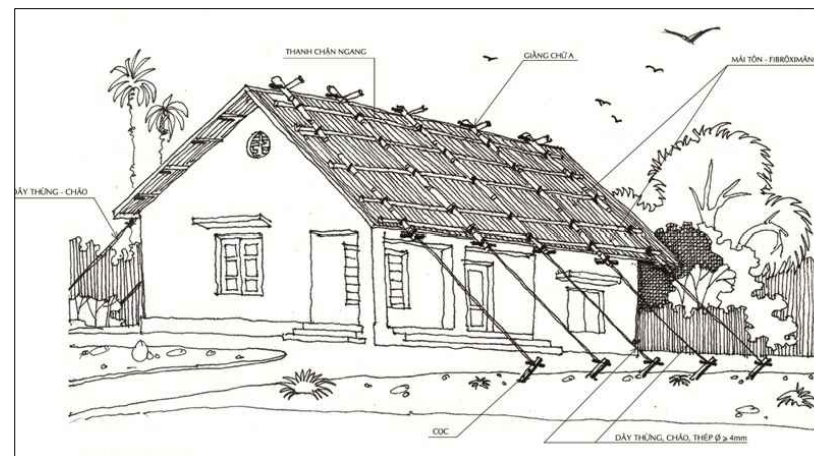 THANH CHẶN NGANG
GIẰNG CHỮ A
MÁI TÔN - FIBRÔXIMĂNG
DÂY THỪNG - CHÃO
CỌC
DÂY THỪNG, CHÃO, THÉP Ø ≥ 4mm